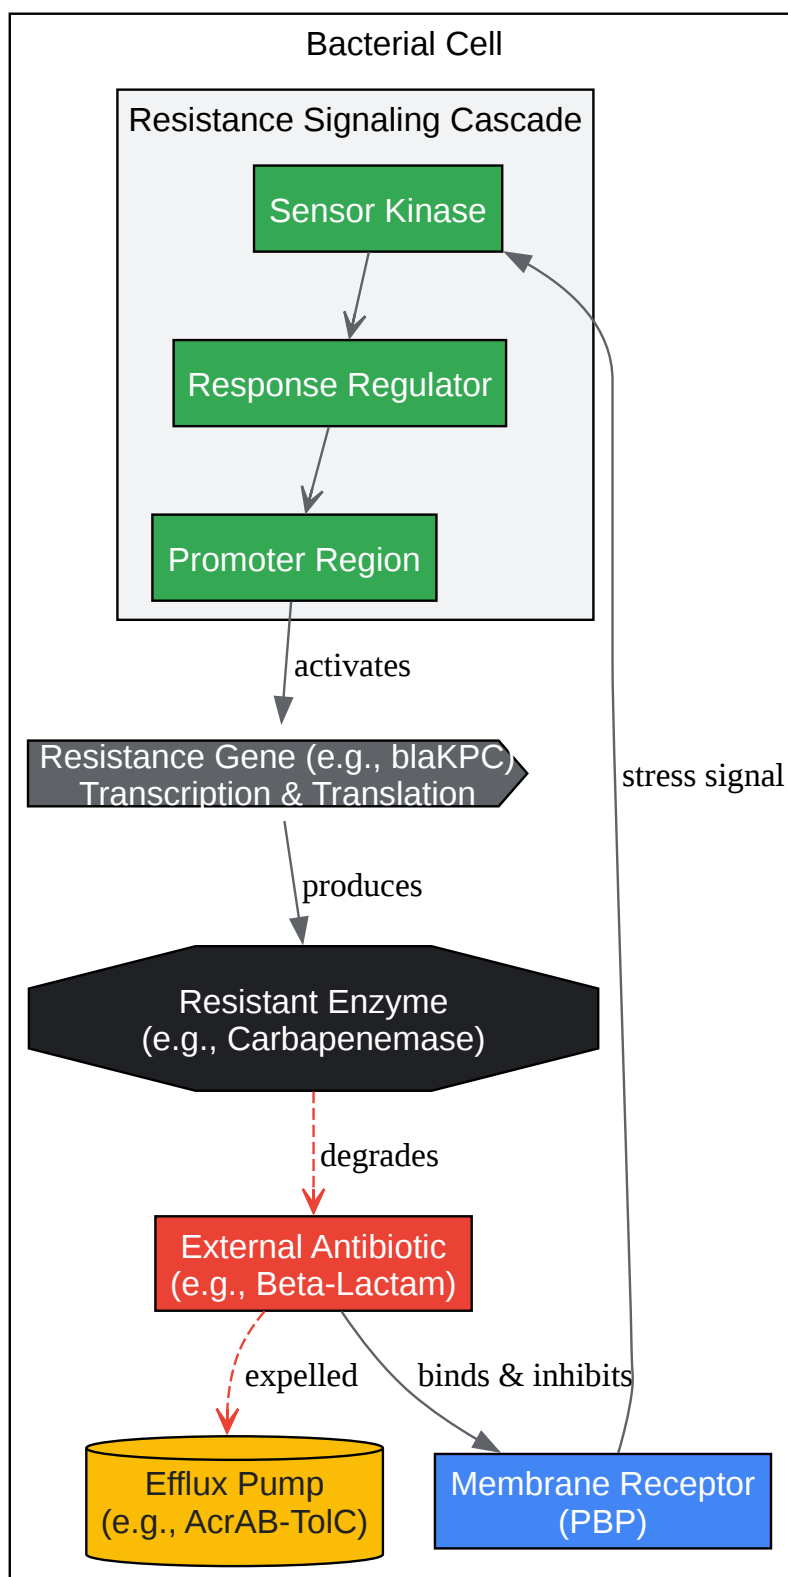 Bacterial Cell
Resistance Signaling Cascade
Sensor Kinase
Response Regulator
Promoter Region
activates
Resistance Gene (e.g., blaKPC)
Transcription & Translation
stress signal
produces
Resistant Enzyme
(e.g., Carbapenemase)
degrades
External Antibiotic
(e.g., Beta-Lactam)
expelled
binds & inhibits
Efflux Pump
(e.g., AcrAB-TolC)
Membrane Receptor
(PBP)